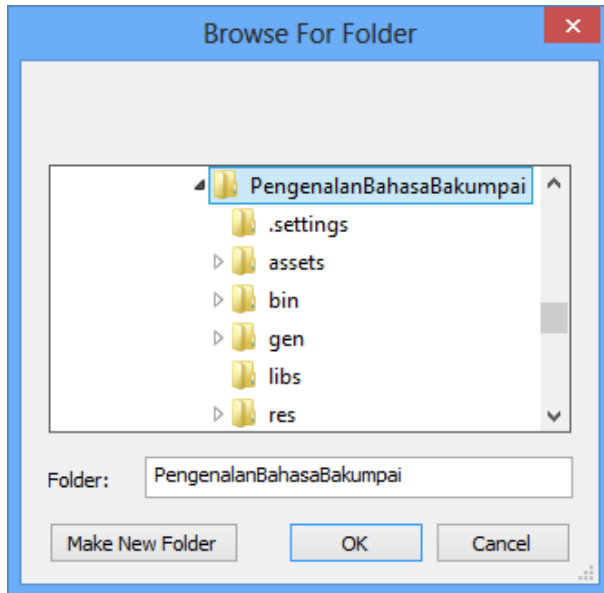 Browse For Folder
PengenalanBahasaBakumpai
.settings
assets
bin
gen
libs
res
Folder: PengenalanBahasaBakumpai
Make New Folder OK Cancel